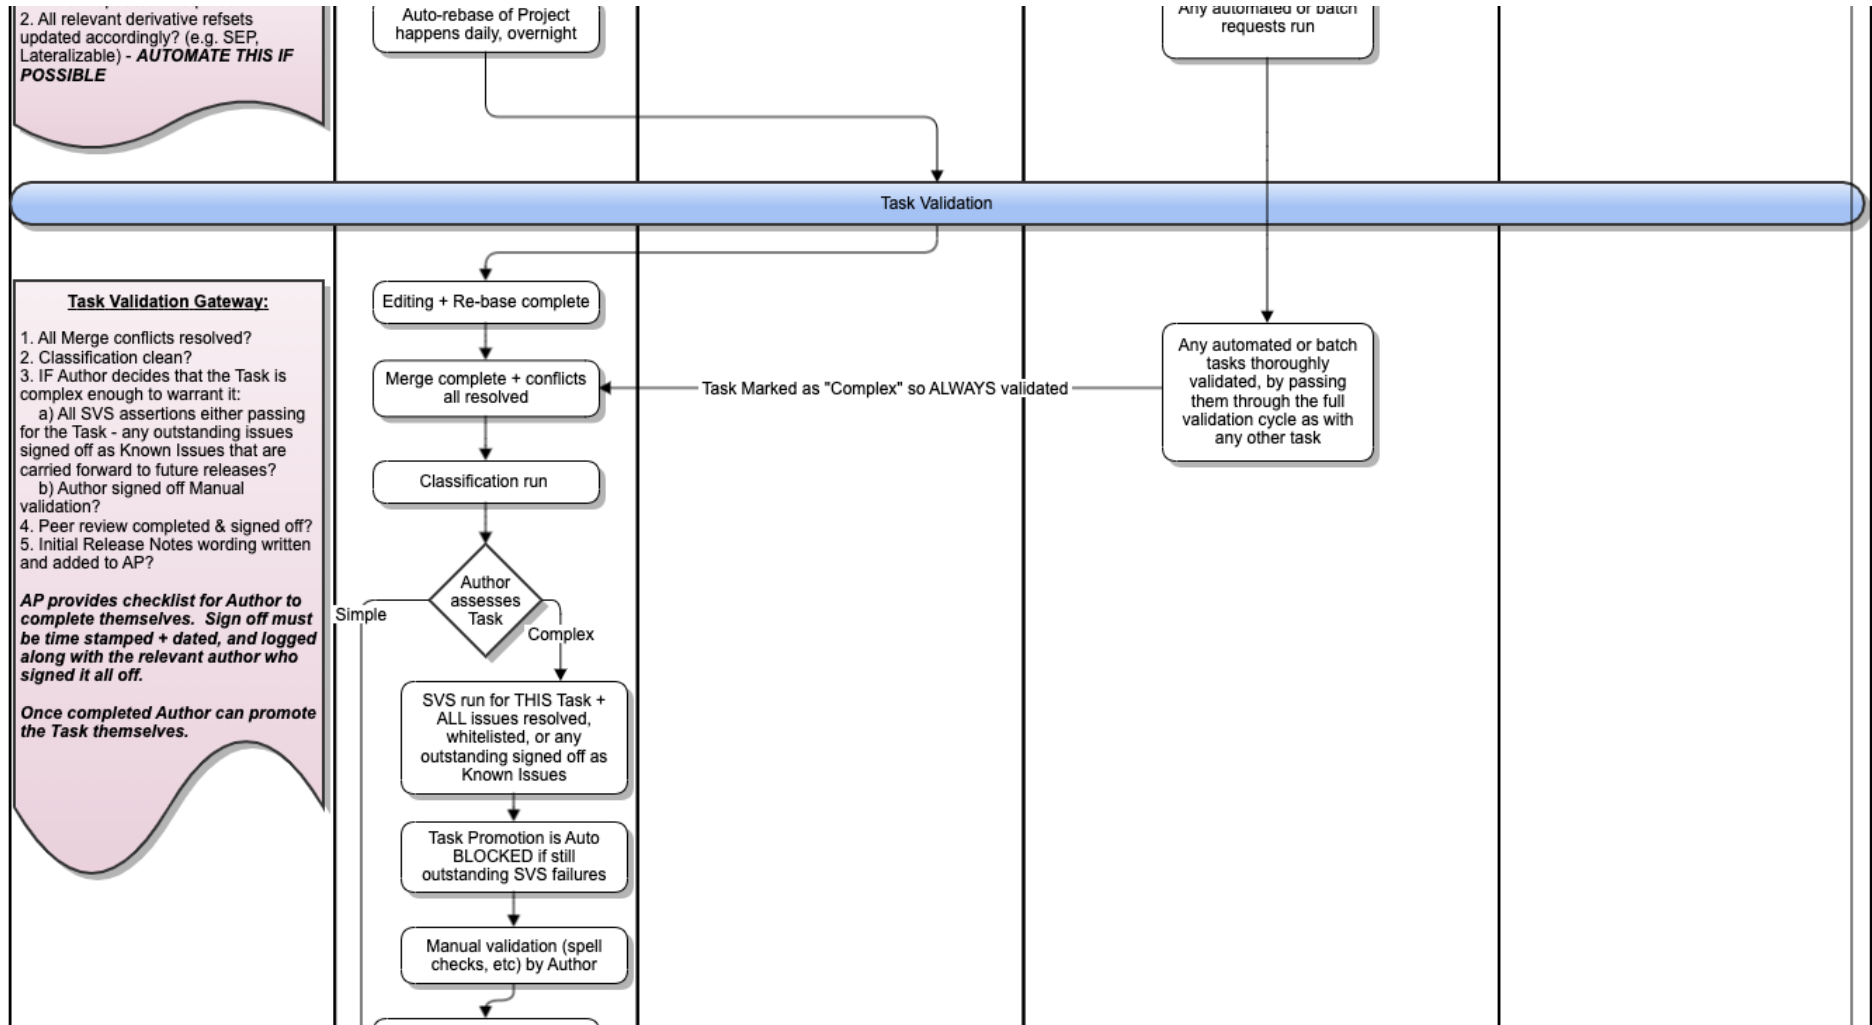 2. All relevant derivative refsets
updated accordingly? (e.g. SEP,
Lateralizable) - AUTOMATE THIS IF
POSSIBLE
Auto-rebase of Project
happens daily, overnight
Any automated or batch
requests run
Task Validation
Task Validation Gateway:
1. All Merge conflicts resolved?
2. Classification clean?
3. IF Author decides that the Task is
complex enough to warrant it:
a) All SVS assertions either passing
for the Task - any outstanding issues
signed off as Known Issues that are
carried forward to future releases?
b) Author signed off Manual
validation?
4. Peer review completed & signed off?
5. Initial Release Notes wording written
and added to AP?
AP provides checklist for Author to
complete themselves.  Sign off must
be time stamped + dated, and logged
along with the relevant author who
signed it all off.
Once completed Author can promote
the Task themselves.
Editing + Re-base complete
Merge complete + conflicts
all resolved
Task Marked as "Complex" so ALWAYS validated
Any automated or batch
tasks thoroughly
validated, by passing
them through the full
validation cycle as with
any other task
Classification run
Author
assesses
Task
Simple
Complex
SVS run for THIS Task +
ALL issues resolved,
whitelisted, or any
outstanding signed off as
Known Issues
Task Promotion is Auto
BLOCKED if still
outstanding SVS failures
Manual validation (spell
checks, etc) by Author